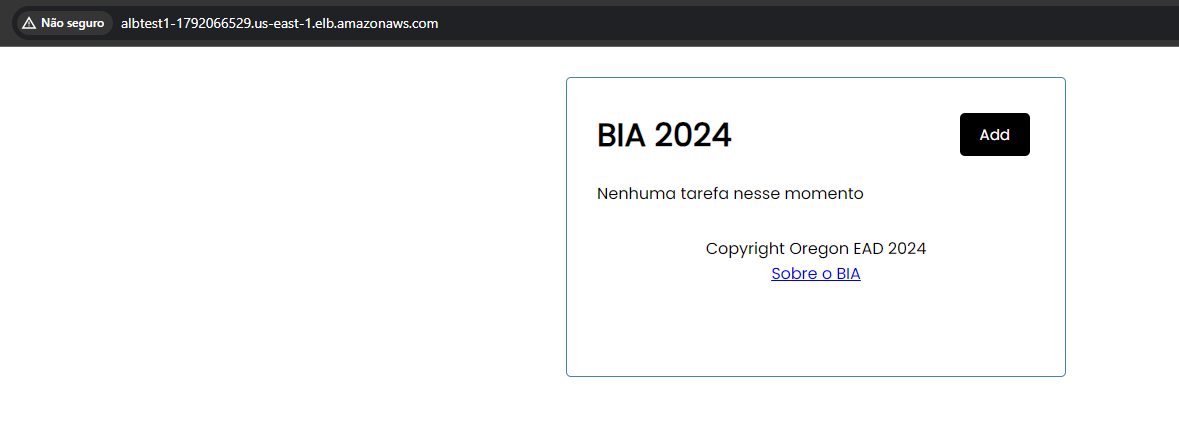 Não seguro albtest1-1792066529.us-east-1.elb.amazonaws.com
BIA 2024 Add
Nenhuma tarefa nesse momento
Copyright Oregon EAD 2024
Sobre o BIA